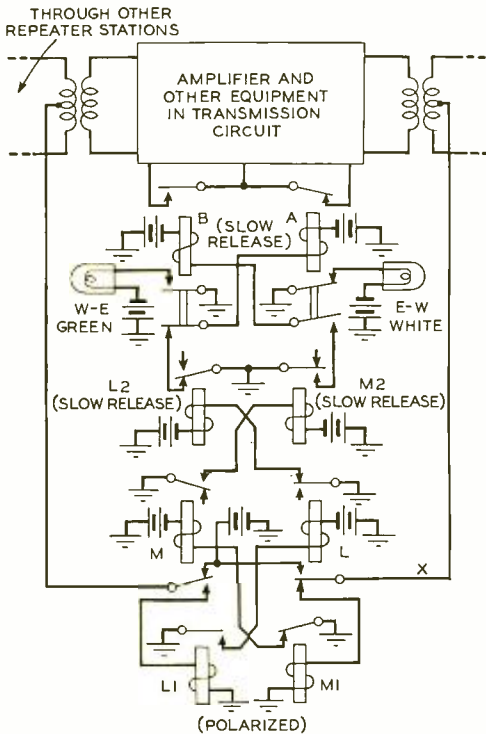 THROUGH OTHER
REPEATER STATIONS
AMPLIFIER AND
OTHER EQUIPMENT
IN TRANSMISSION
CIRCUIT
B
(SLOW
RELEASE)
A
W-E
GREEN
E-W
WHITE
L2
(SLOW RELEASE)
M2
(SLOW RELEASE)
M
L
X
L1
M1
(POLARIZED)